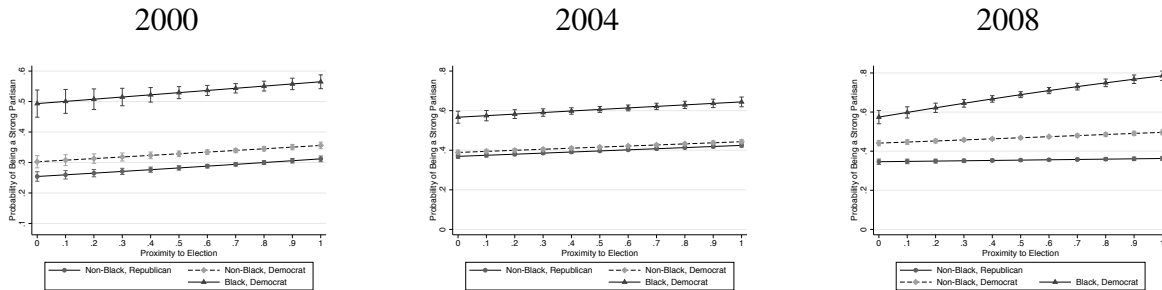 2000
2004
2008
Probability of Being a Strong Partisan
.1 .2 .3 .4 .5 .6
0 .1 .2 .3 .4 .5 .6 .7 .8 .9 1
Proximity to Election
Non-Black, Republican
Non-Black, Democrat
Black, Democrat
Probability of Being a Strong Partisan
0 .2 .4 .6 .8
0 .1 .2 .3 .4 .5 .6 .7 .8 .9 1
Proximity to Election
Non-Black, Republican
Non-Black, Democrat
Black, Democrat
Probability of Being a Strong Partisan
0 .2 .4 .6 .8
0 .1 .2 .3 .4 .5 .6 .7 .8 .9 1
Proximity to Election
Non-Black, Republican
Non-Black, Democrat
Black, Democrat